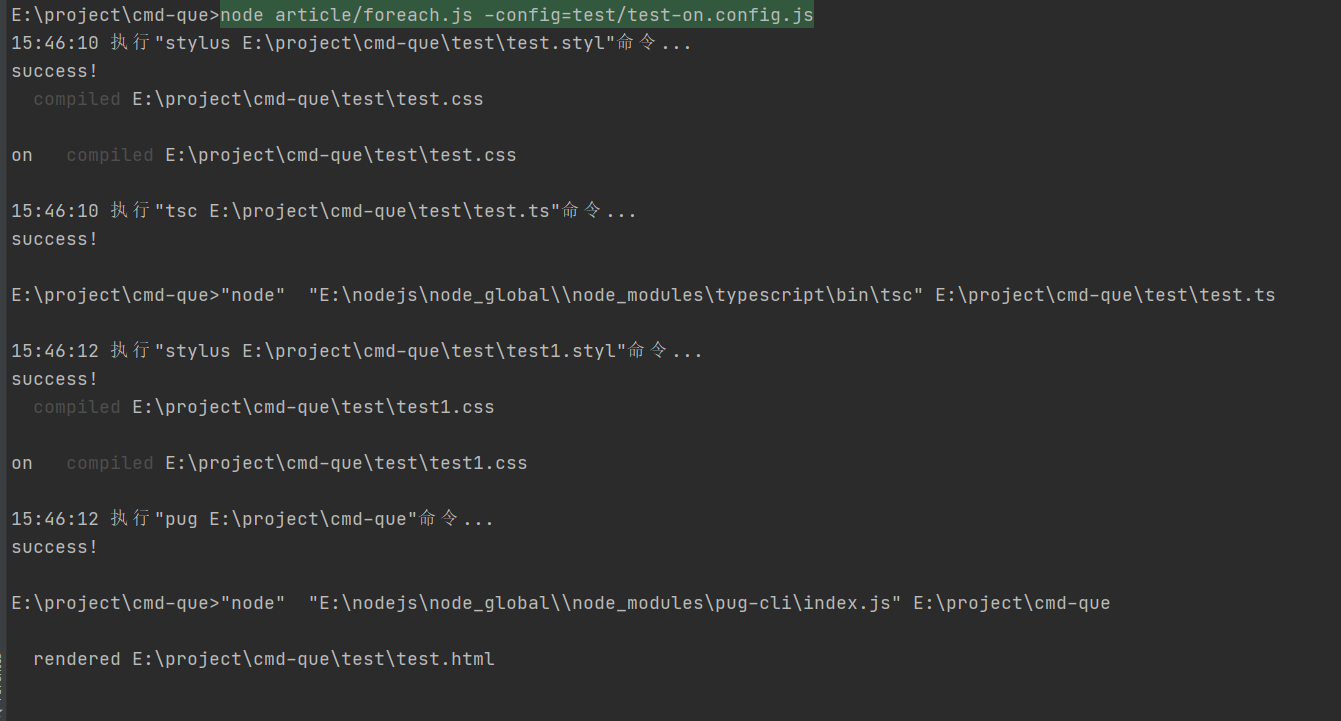 E:\project\cmd-que>node article/foreach.js -config=test/test-on.config.js
15:46:10 执行"stylus E:\project\cmd-que\test\test.styl"命令...
success!
compiled E:\project\cmd-que\test\test.css
on   compiled E:\project\cmd-que\test\test.css
15:46:10 执行"tsc E:\project\cmd-que\test\test.ts"命令...
success!
E:\project\cmd-que>"node"  "E:\nodejs\node_global\\node_modules\typescript\bin\tsc" E:\project\cmd-que\test\test.ts
15:46:12 执行"stylus E:\project\cmd-que\test\test1.styl"命令...
success!
compiled E:\project\cmd-que\test\test1.css
on   compiled E:\project\cmd-que\test\test1.css
15:46:12 执行"pug E:\project\cmd-que"命令...
success!
E:\project\cmd-que>"node"  "E:\nodejs\node_global\\node_modules\pug-cli\index.js" E:\project\cmd-que
rendered E:\project\cmd-que\test\test.html